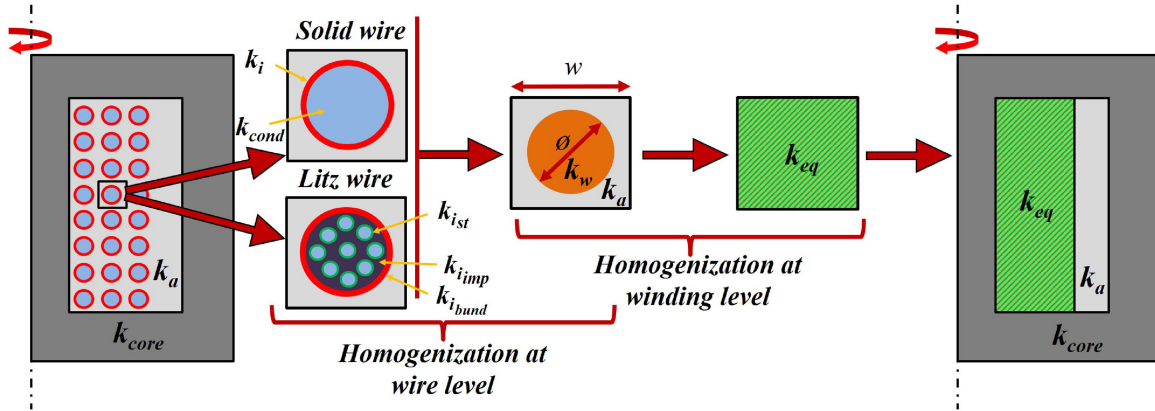 k_a
k_core
Solid wire
k_i
k_cond
Litz wire
k_i_st
k_i_imp
k_i_bund
Homogenization at
wire level
w
ø
k_w
k_a
k_eq
Homogenization at
winding level
k_eq
k_a
k_core